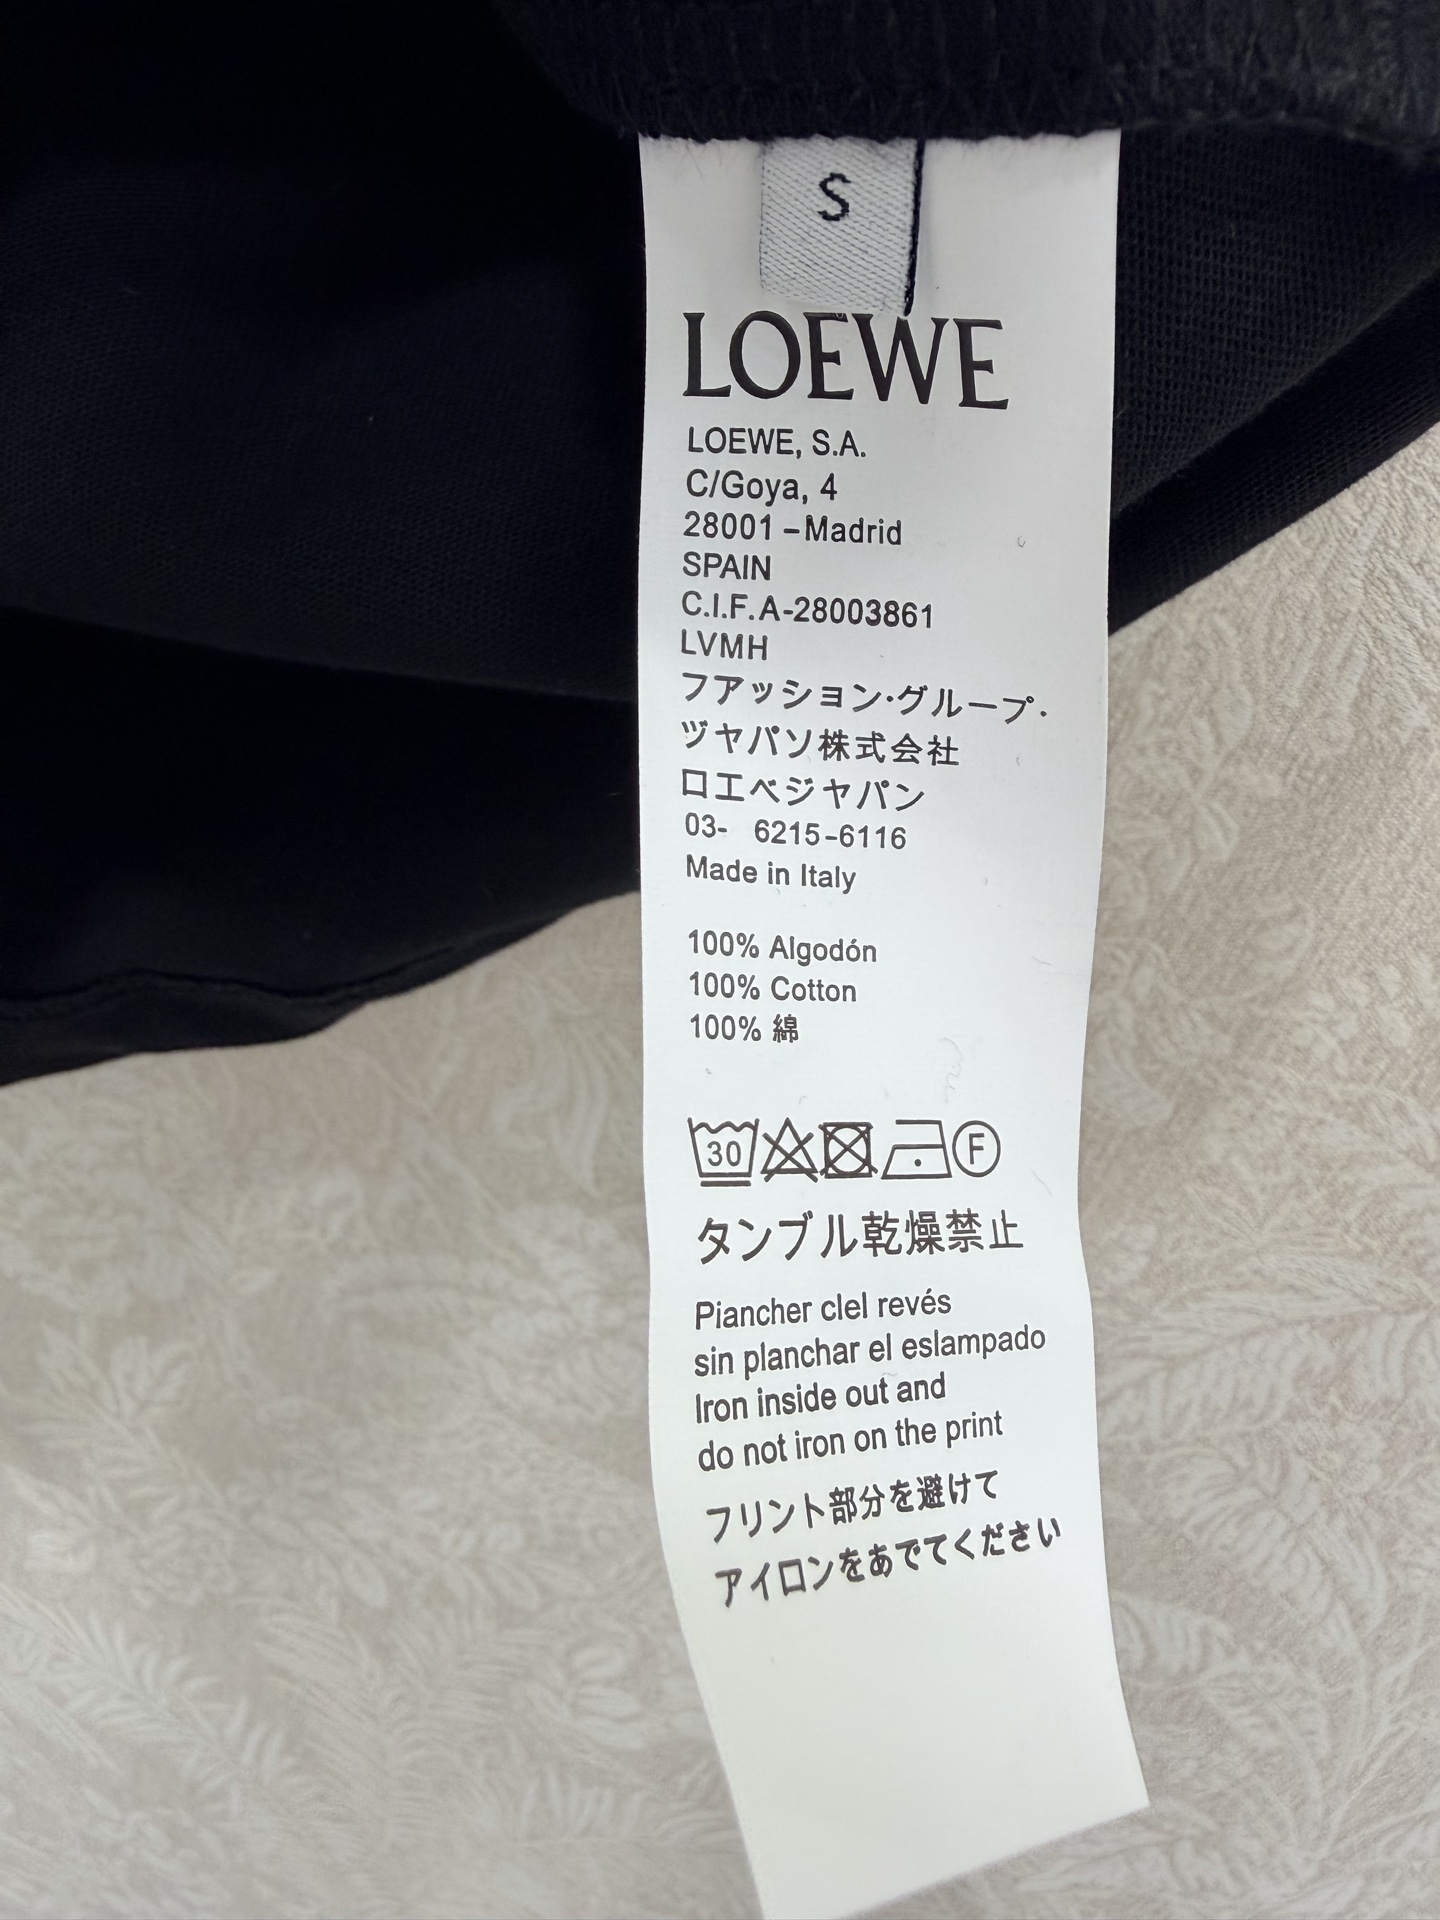 S
LOEWE
LOEWE, S.A.
C/Goya, 4
28001 –Madrid
SPAIN
C.I.F.A-28003861
LVMH
フアッション·グループ·
ツヤパソ株式会社
ロエベジャパン
03- 6215-6116
Made in Italy
100% Algodón
100% Cotton
100% 綿
30 F
タンブル乾燥禁止
Piancher clel revés
sin planchar el eslampado
Iron inside out and
do not iron on the print
フリント部分を避けて
アイロンをあでてください